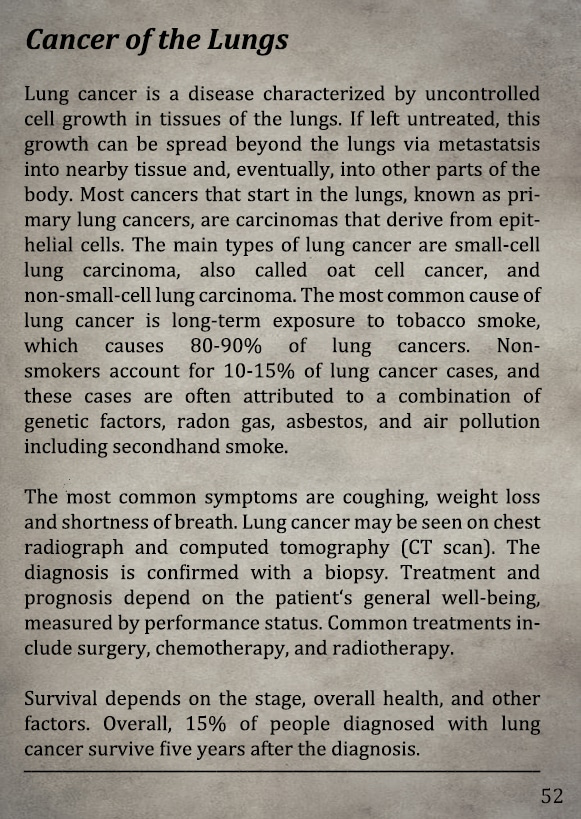 Cancer of the Lungs
Lung cancer is a disease characterized by uncontrolled
cell growth in tissues of the lungs. If left untreated, this
growth can be spread beyond the lungs via metastatsis
into nearby tissue and, eventually, into other parts of the
body. Most cancers that start in the lungs, known as pri-
mary lung cancers, are carcinomas that derive from epit-
helial cells. The main types of lung cancer are small-cell
lung carcinoma, also called oat cell cancer, and
non-small-cell lung carcinoma. The most common cause of
lung cancer is long-term exposure to tobacco smoke,
which causes 80-90% of lung cancers. Non-
smokers account for 10-15% of lung cancer cases, and
these cases are often attributed to a combination of
genetic factors, radon gas, asbestos, and air pollution
including secondhand smoke.
The most common symptoms are coughing, weight loss
and shortness of breath. Lung cancer may be seen on chest
radiograph and computed tomography (CT scan). The
diagnosis is confirmed with a biopsy. Treatment and
prognosis depend on the patient‘s general well-being,
measured by performance status. Common treatments in-
clude surgery, chemotherapy, and radiotherapy.
Survival depends on the stage, overall health, and other
factors. Overall, 15% of people diagnosed with lung
cancer survive five years after the diagnosis.
52